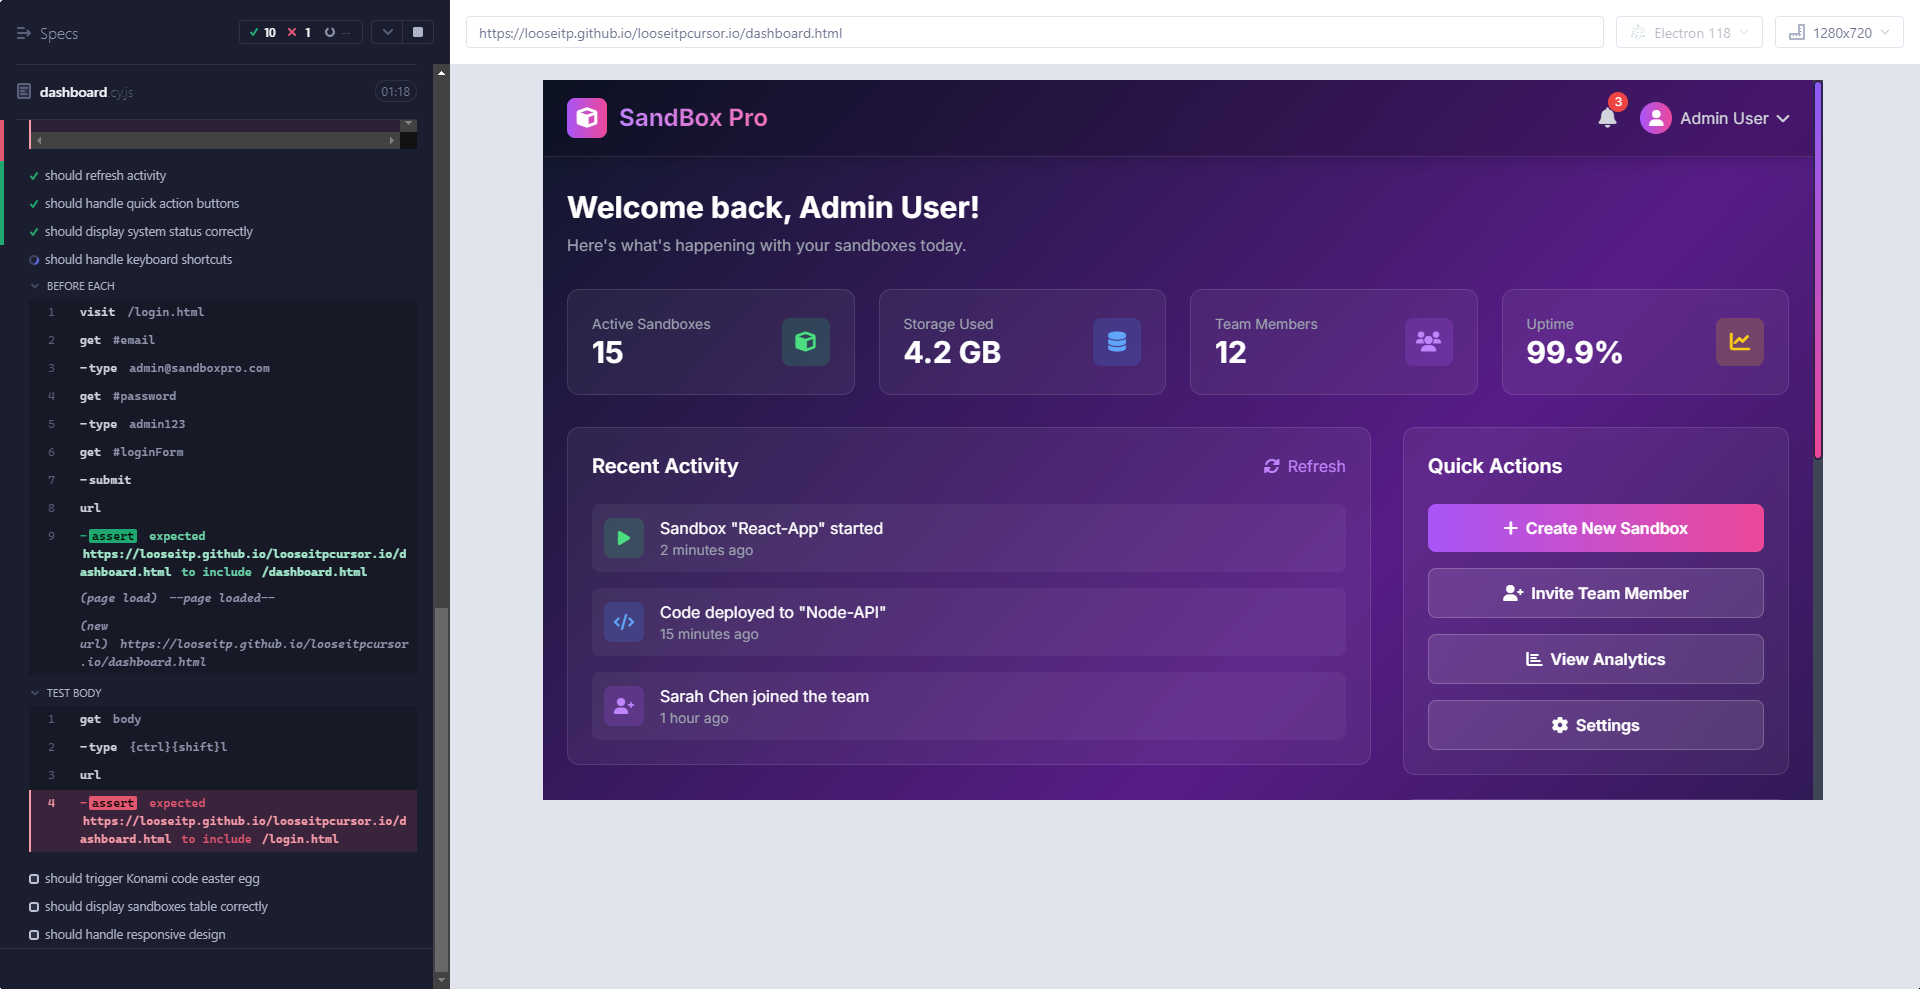 Specs
10 1 --
dashboard.cy.js 01:18
should refresh activity
should handle quick action buttons
should display system status correctly
should handle keyboard shortcuts
BEFORE EACH
1 visit /login.html
2 get #email
3 -type admin@sandboxpro.com
4 get #password
5 -type admin123
6 get #loginForm
7 -submit
8 url
9 -assert expected
https://looseitp.github.io/looseitpcursor.io/d
ashboard.html to include /dashboard.html
(page load) --page loaded--
(new
url) https://looseitp.github.io/looseitpcursor
.io/dashboard.html
TEST BODY
1 get body
2 -type {ctrl}{shift}l
3 url
4 -assert expected
https://looseitp.github.io/looseitpcursor.io/d
ashboard.html to include /login.html
should trigger Konami code easter egg
should display sandboxes table correctly
should handle responsive design
https://looseitp.github.io/looseitpcursor.io/dashboard.html
Electron 118
1280x720
SandBox Pro
3
Admin User
Welcome back, Admin User!
Here's what's happening with your sandboxes today.
Active Sandboxes
15
Storage Used
4.2 GB
Team Members
12
Uptime
99.9%
Recent Activity
Refresh
Sandbox "React-App" started
2 minutes ago
Code deployed to "Node-API"
15 minutes ago
Sarah Chen joined the team
1 hour ago
Quick Actions
Create New Sandbox
Invite Team Member
View Analytics
Settings